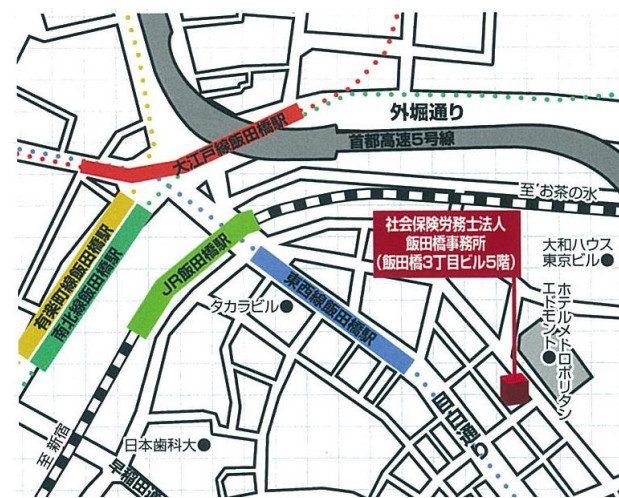 外堀通り
首都高速5号線
大江戸線飯田橋駅
至 お茶の水
社会保険労務士法人
飯田橋事務所
(飯田橋3丁目ビル5階)
大和ハウス
東京ビル
有楽町線飯田橋駅
南北線飯田橋駅
JR飯田橋駅
東西線飯田橋駅
タカラビル
ホテルメトロポリタン
エドモント
目白通り
至 新宿
日本歯科大